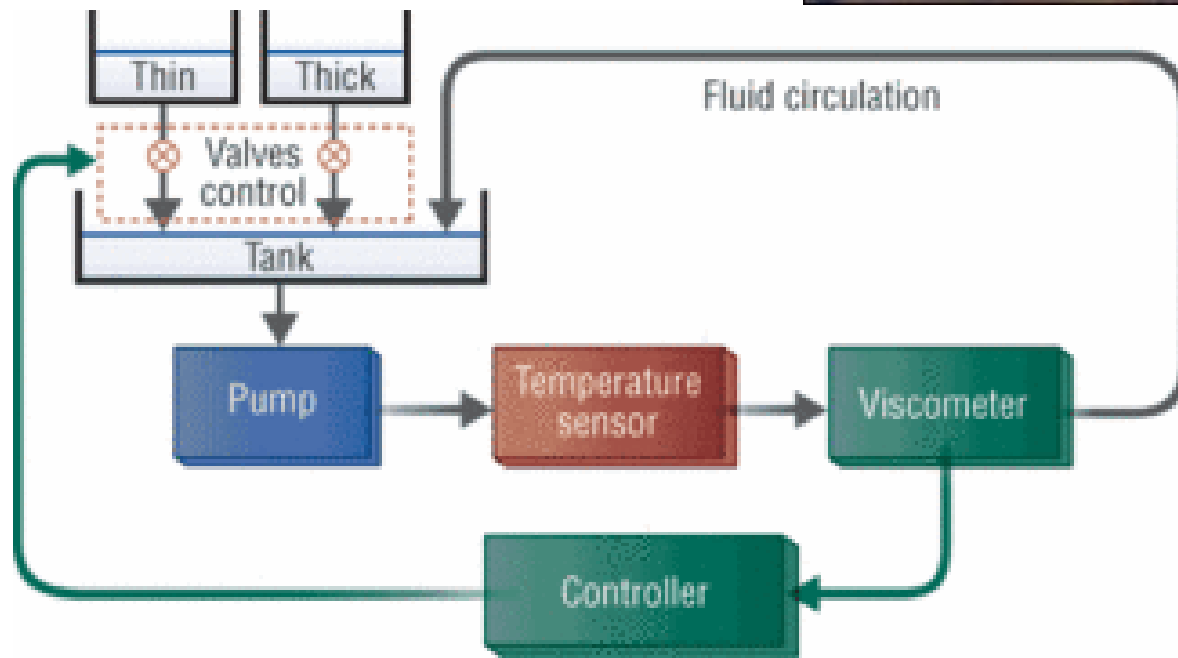 Thin
Thick
Fluid circulation
Valves
control
Tank
Pump
Temperature
sensor
Viscometer
Controller